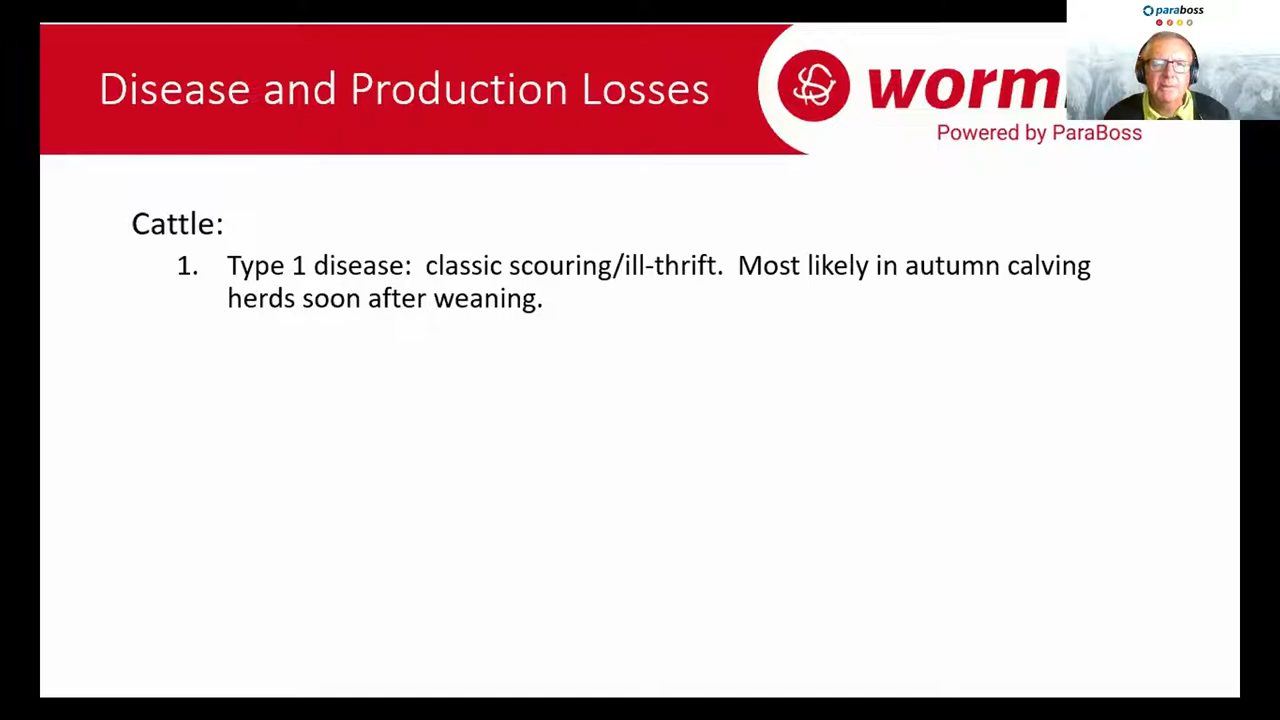 paraboss
Disease and Production Losses
worm
Powered by ParaBoss
Cattle:
1. Type 1 disease: classic scouring/ill-thrift. Most likely in autumn calving
herds soon after weaning.